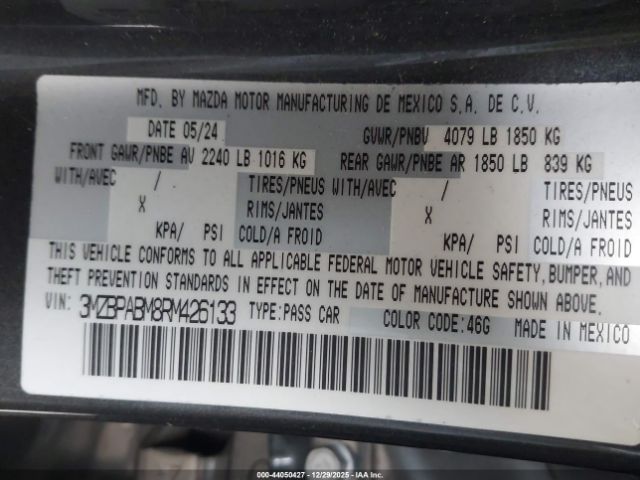 MFD. BY MAZDA MOTOR MANUFACTURING DE MEXICO S.A. DE C.V.
DATE 05/24 GVWR/PNBV 4079 LB 1850 KG
FRONT GAWR/PNBE AV 2240 LB 1016 KG REAR GAWR/PNBE AR 1850 LB 839 KG
WITH/AVEC / TIRES/PNEUS WITH/AVEC / TIRES/PNEUS
X RIMS/JANTES X RIMS/JANTES
KPA/ PSI COLD/A FROID KPA/ PSI COLD/A FROID
THIS VEHICLE CONFORMS TO ALL APPLICABLE FEDERAL MOTOR VEHICLE SAFETY, BUMPER, AND
THEFT PREVENTION STANDARDS IN EFFECT ON THE DATE OF MANUFACTURE SHOWN ABOVE.
VIN: 3MZBPABM8RM426133 TYPE:PASS CAR COLOR CODE:46G MADE IN MEXICO
000-44050427 - 12/29/2025 - IAAI.COM